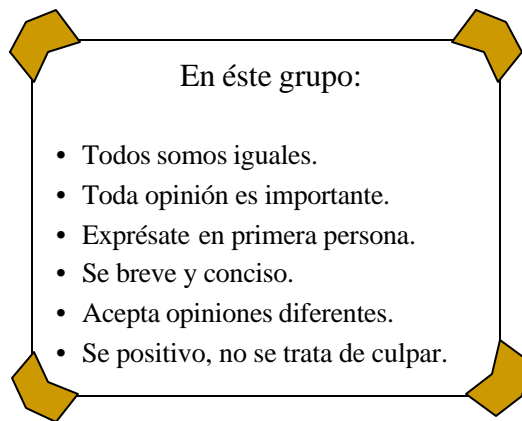 En éste grupo:
• Todos somos iguales.
• Toda opinión es importante.
• Exprésate en primera persona.
• Se breve y conciso.
• Acepta opiniones diferentes.
• Se positivo, no se trata de culpar.